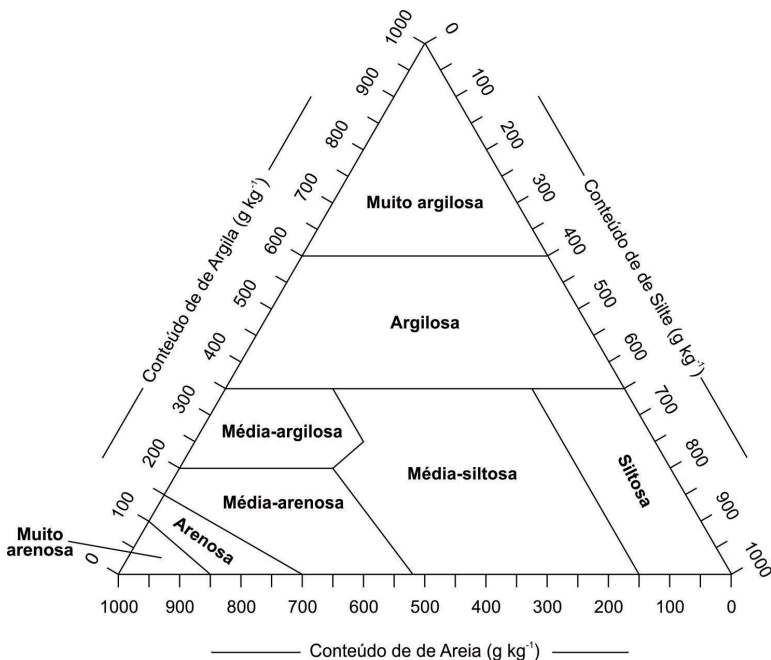 1000
900
800
700
600
500
400
300
200
100
0
Conteúdo de de Argila (g kg⁻¹)
0
100
200
300
400
500
600
700
800
900
1000
Conteúdo de de Silte (g kg⁻¹)
Muito argilosa
Argilosa
Média-argilosa
Média-siltosa
Siltosa
Média-arenosa
Arenosa
Muito
arenosa
1000 900 800 700 600 500 400 300 200 100 0
Conteúdo de de Areia (g kg⁻¹)